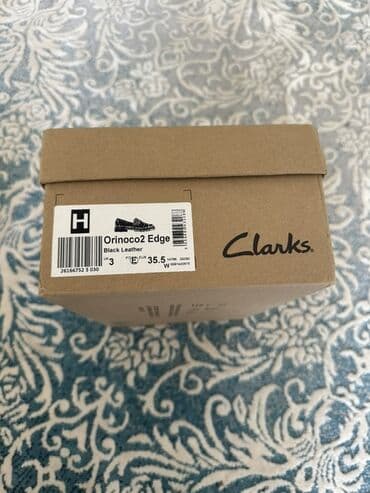 H
Orinoco2 Edge
Black Leather
3 E 35.5
W
26166752 5 030
Clarks.